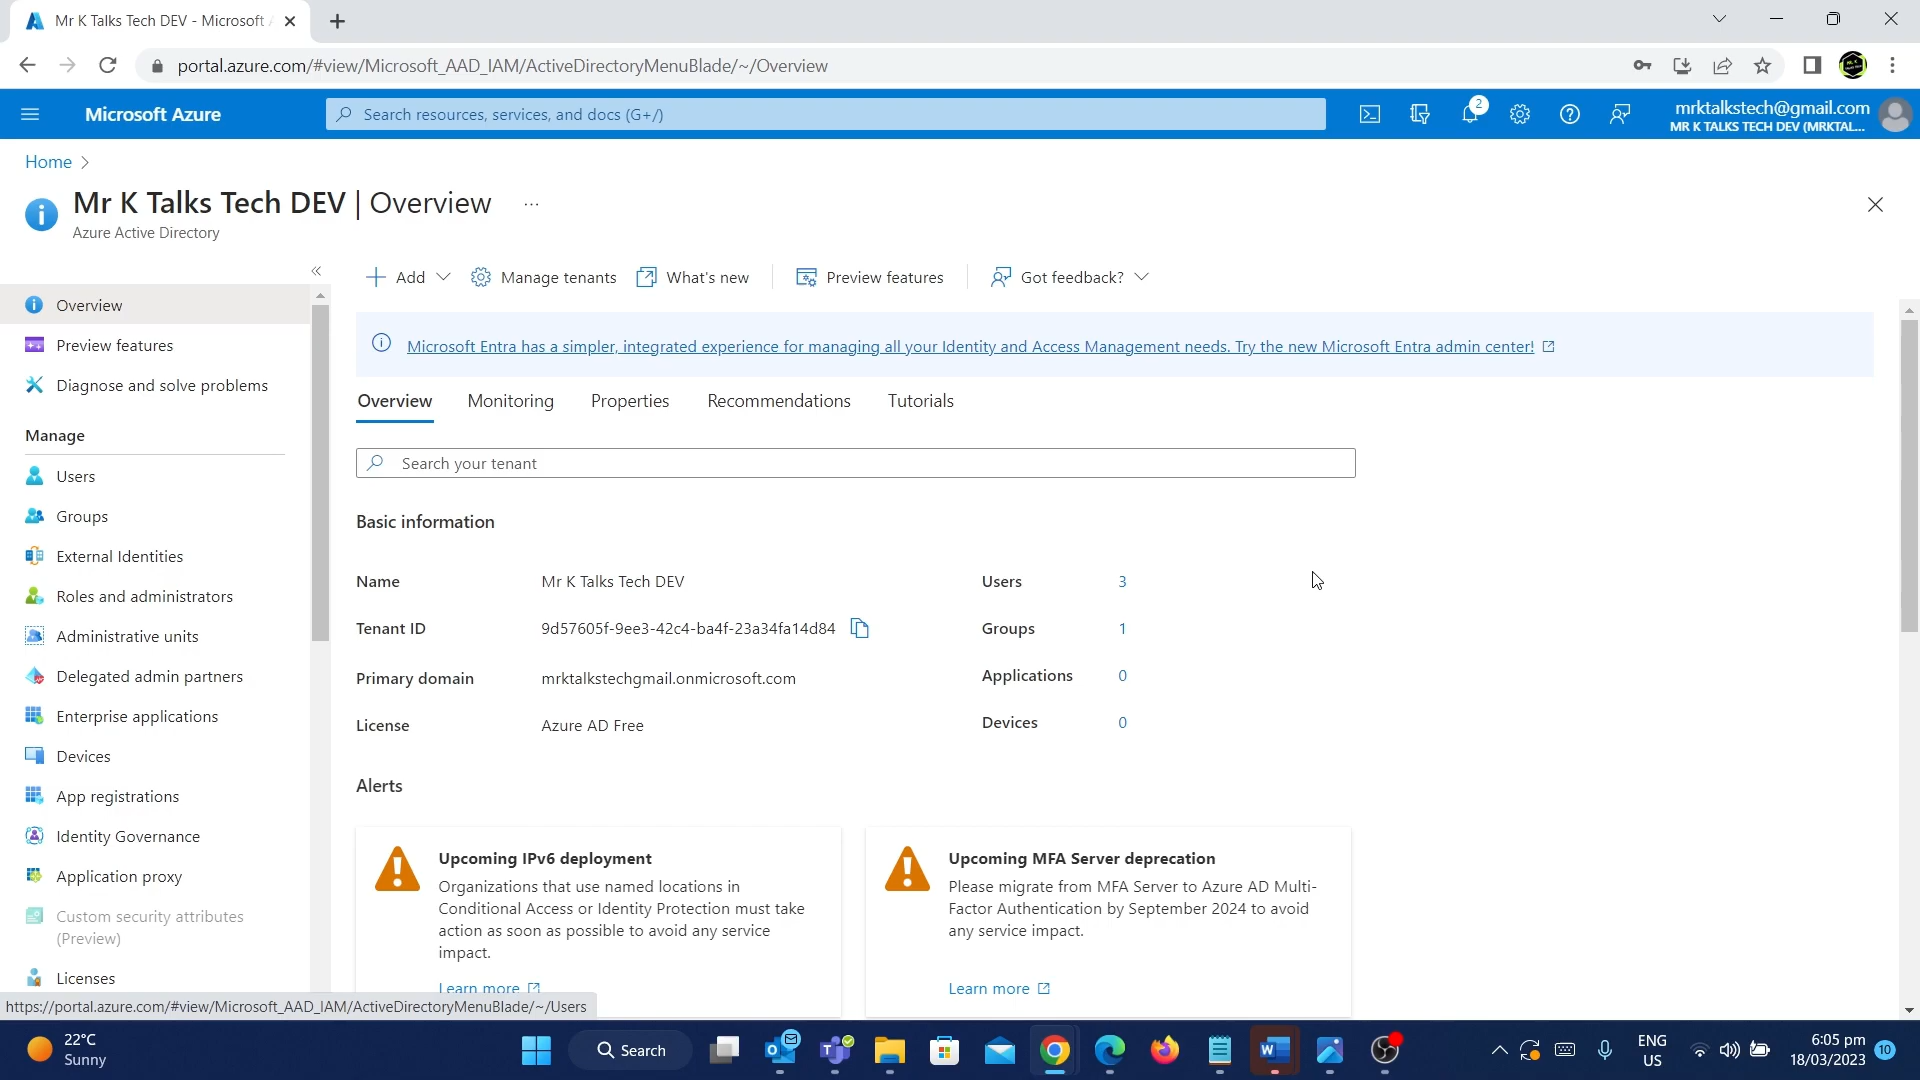 Mr K Talks Tech DEV - Microsoft A
portal.azure.com/#view/Microsoft_AAD_IAM/ActiveDirectoryMenuBlade/~/Overview
Microsoft Azure
Search resources, services, and docs (G+/)
2
mrktalkstech@gmail.com
MR K TALKS TECH DEV (MRKTAL...
Home
Mr K Talks Tech DEV | Overview ...
Azure Active Directory
Add
Manage tenants
What's new
Preview features
Got feedback?
Overview
Preview features
Diagnose and solve problems
Manage
Users
Groups
External Identities
Roles and administrators
Administrative units
Delegated admin partners
Enterprise applications
Devices
App registrations
Identity Governance
Application proxy
Custom security attributes
(Preview)
Licenses
Microsoft Entra has a simpler, integrated experience for managing all your Identity and Access Management needs. Try the new Microsoft Entra admin center!
Overview
Monitoring
Properties
Recommendations
Tutorials
Search your tenant
Basic information
Name Mr K Talks Tech DEV
Tenant ID 9d57605f-9ee3-42c4-ba4f-23a34fa14d84
Primary domain mrktalkstechgmail.onmicrosoft.com
License Azure AD Free
Users 3
Groups 1
Applications 0
Devices 0
Alerts
Upcoming IPv6 deployment
Organizations that use named locations in
Conditional Access or Identity Protection must take
action as soon as possible to avoid any service
impact.
Learn more
Upcoming MFA Server deprecation
Please migrate from MFA Server to Azure AD Multi-
Factor Authentication by September 2024 to avoid
any service impact.
Learn more
https://portal.azure.com/#view/Microsoft_AAD_IAM/ActiveDirectoryMenuBlade/~/Users
22°C
Sunny
Search
ENG
US
6:05 pm
18/03/2023
10